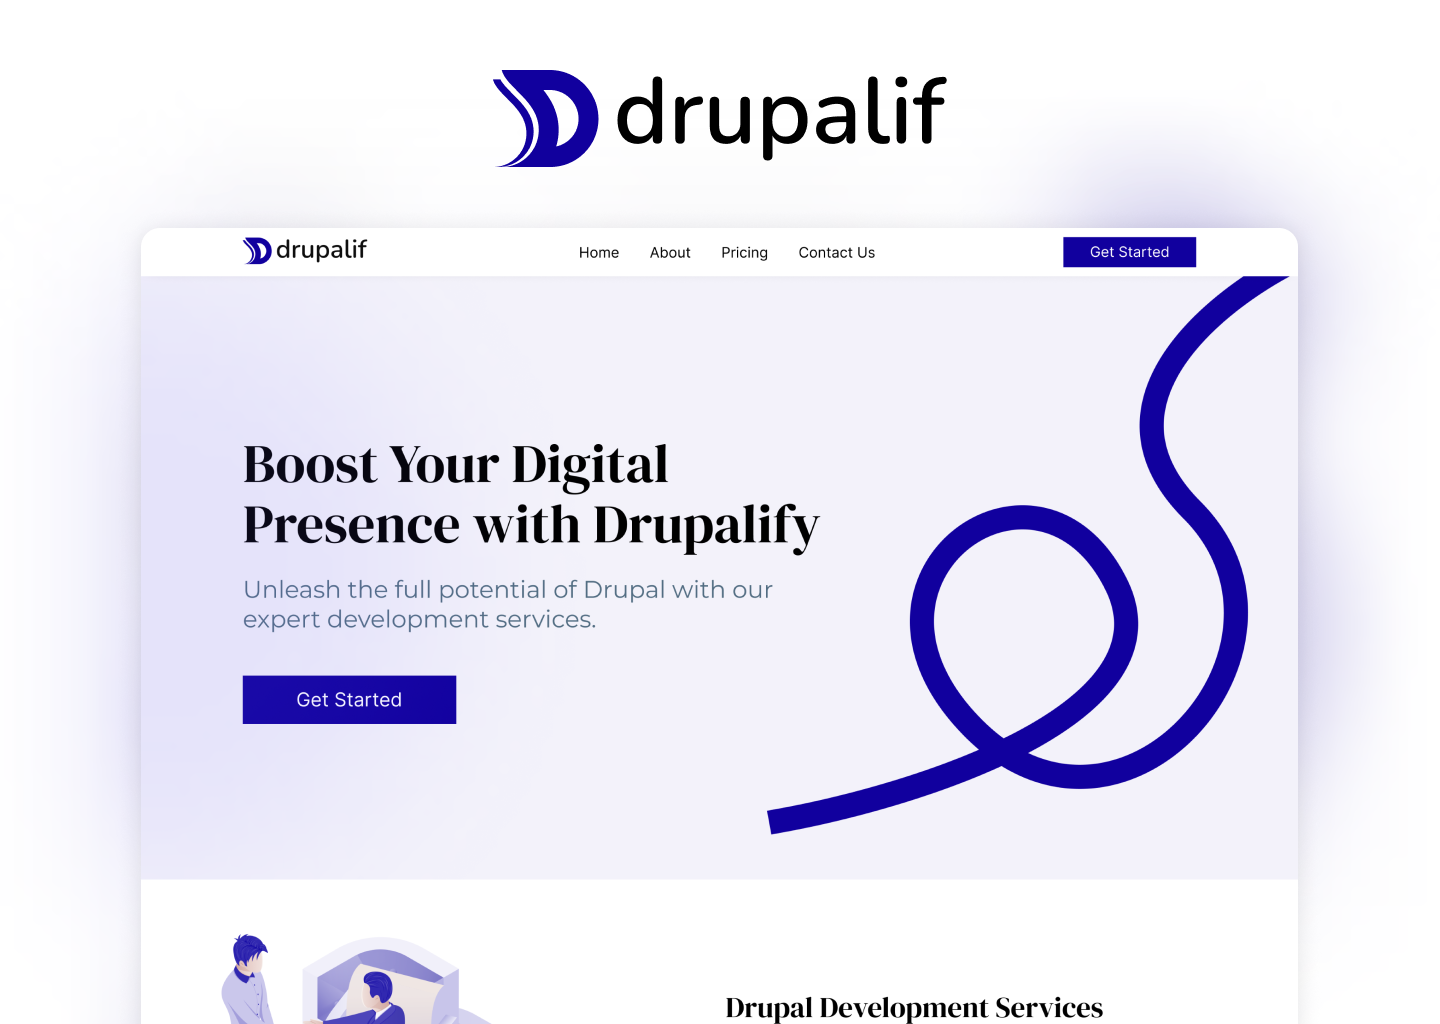 drupalif
drupalif
Home About Pricing Contact Us Get Started
Boost Your Digital
Presence with Drupalify
Unleash the full potential of Drupal with our
expert development services.
Get Started
Drupal Development Services